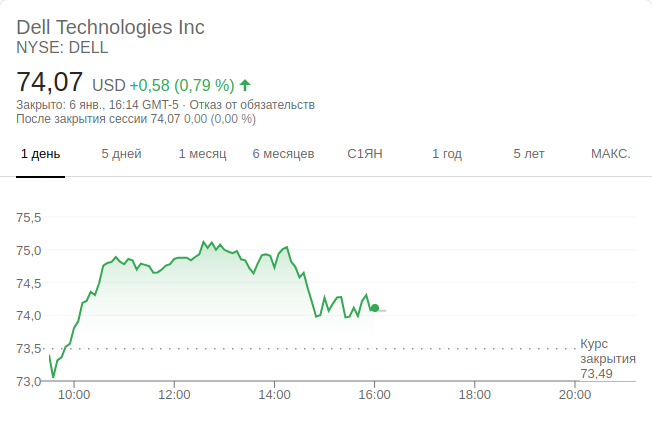 Dell Technologies Inc
NYSE: DELL
74,07 USD +0,58 (0,79 %)
Закрыто: 6 янв., 16:14 GMT-5 · Отказ от обязательств
После закрытия сессии 74,07 0,00 (0,00 %)
1 день 5 дней 1 месяц 6 месяцев С1ЯН 1 год 5 лет МАКС.
75,5
75,0
74,5
74,0
73,5
73,0
Курс
закрытия
73,49
10:00 12:00 14:00 16:00 18:00 20:00